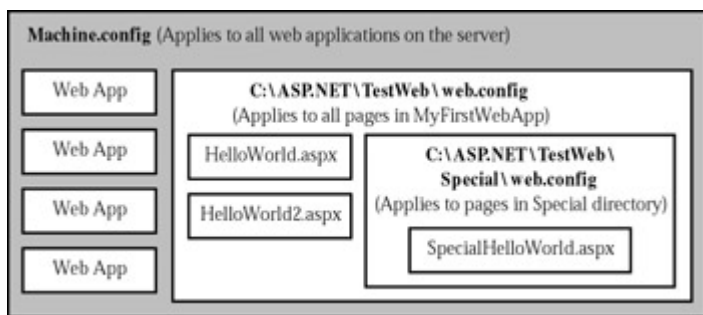 Machine.config (Applies to all web applications on the server)
Web App
Web App
Web App
Web App
C:\ASP.NET\TestWeb\web.config
(Applies to all pages in MyFirstWebApp)
HelloWorld.aspx
HelloWorld2.aspx
C:\ASP.NET\TestWeb\
Special\web.config
(Applies to pages in Special directory)
SpecialHelloWorld.aspx